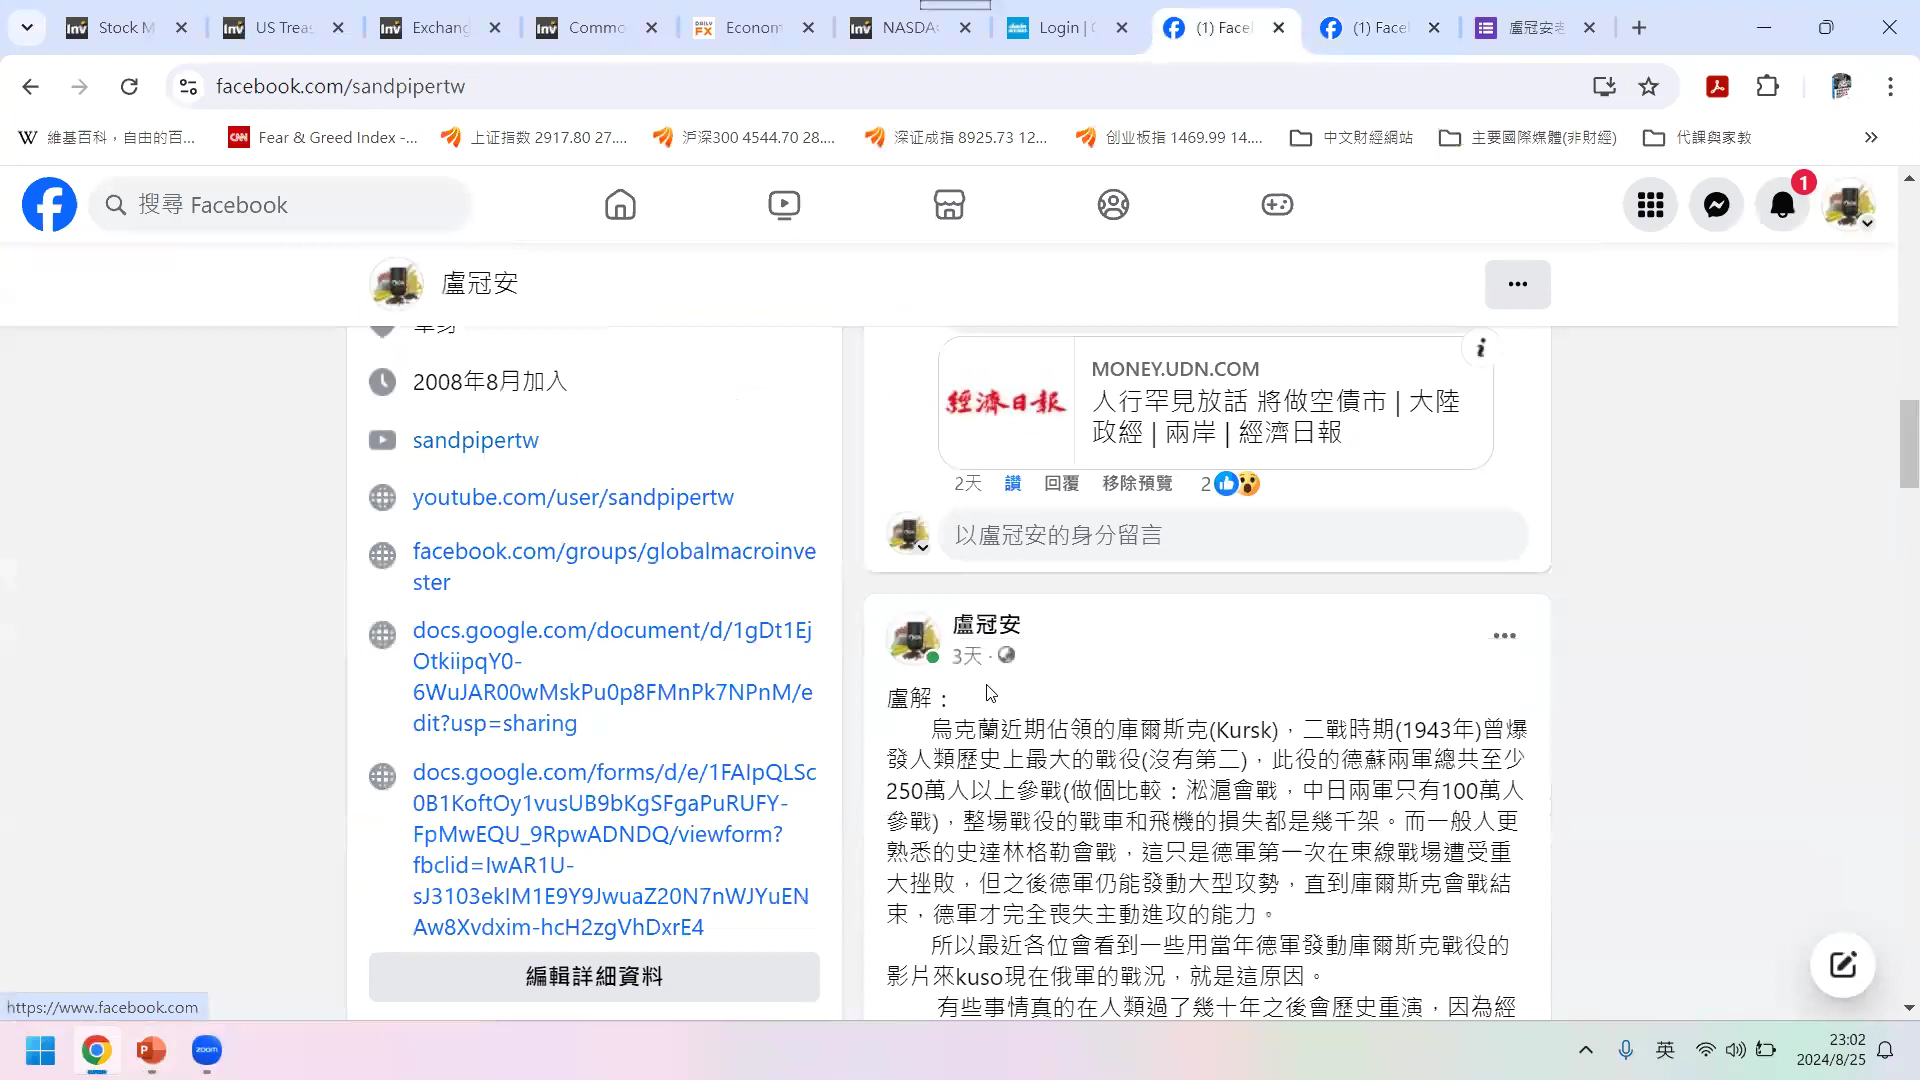 Stock M
US Trea
Exchang
Commo
DAILY FX
Econom
NASDA
Login |
(1) Facel
(1) Facel
盧冠安老
facebook.com/sandpipertw
維基百科，自由的百...
CNN
Fear & Greed Index -...
上证指数 2917.80 27....
沪深300 4544.70 28....
深证成指 8925.73 12...
创业板指 1469.99 14....
中文財經網站
主要國際媒體(非財經)
代課與家教
搜尋 Facebook
1
盧冠安
單身
2008年8月加入
sandpipertw
youtube.com/user/sandpipertw
facebook.com/groups/globalmacroinve
ster
docs.google.com/document/d/1gDt1Ej
OtkiipqY0-
6WuJAR00wMskPu0p8FMnPk7NPnM/e
dit?usp=sharing
docs.google.com/forms/d/e/1FAIpQLSc
0B1KoftOy1vusUB9bKgSFgaPuRUFY-
FpMwEQU_9RpwADNDQ/viewform?
fbclid=IwAR1U-
sJ3103ekIM1E9Y9JwuaZ20N7nWJYuEN
Aw8Xvdxim-hcH2zgVhDxrE4
編輯詳細資料
經濟日報
MONEY.UDN.COM
人行罕見放話 將做空債市 | 大陸
政經 | 兩岸 | 經濟日報
2天 讚 回覆 移除預覽 2
以盧冠安的身分留言
盧冠安
3天 ·
盧解：
烏克蘭近期佔領的庫爾斯克(Kursk)，二戰時期(1943年)曾爆
發人類歷史上最大的戰役(沒有第二)，此役的德蘇兩軍總共至少
250萬人以上參戰(做個比較：淞滬會戰，中日兩軍只有100萬人
參戰)，整場戰役的戰車和飛機的損失都是幾千架。而一般人更
熟悉的史達林格勒會戰，這只是德軍第一次在東線戰場遭受重
大挫敗，但之後德軍仍能發動大型攻勢，直到庫爾斯克會戰結
束，德軍才完全喪失主動進攻的能力。
所以最近各位會看到一些用當年德軍發動庫爾斯克戰役的
影片來kuso現在俄軍的戰況，就是這原因。
有些事情真的在人類過了幾十年之後會歷史重演，因為經
https://www.facebook.com
zoom
英
23:02
2024/8/25